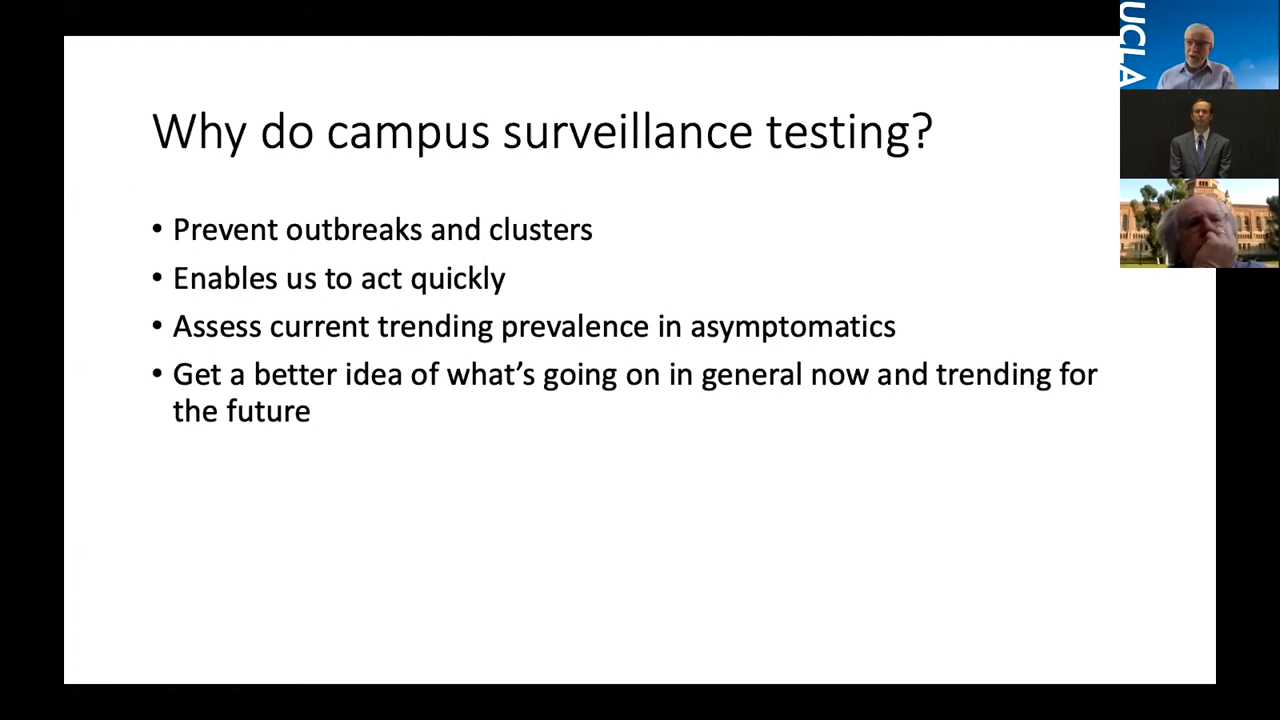 Why do campus surveillance testing?
• Prevent outbreaks and clusters
• Enables us to act quickly
• Assess current trending prevalence in asymptomatics
• Get a better idea of what’s going on in general now and trending for
the future
UCLA